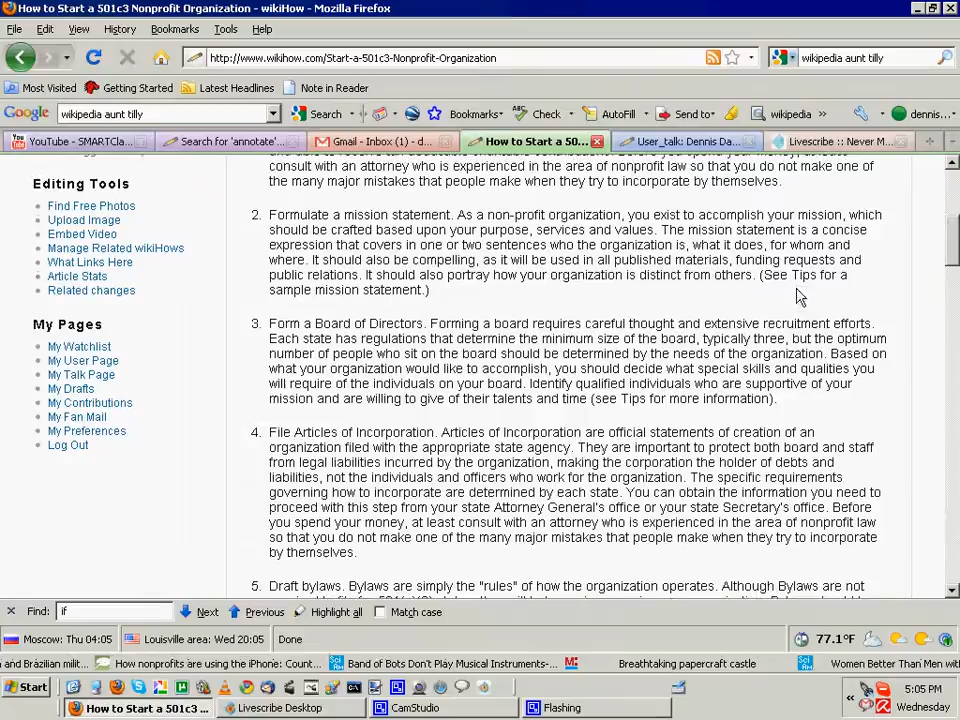 How to Start a 501c3 Nonprofit Organization - wikiHow - Mozilla Firefox
File Edit View History Bookmarks Tools Help
http://www.wikihow.com/Start-a-501c3-Nonprofit-Organization
wikipedia aunt tilly
Most Visited Getting Started Latest Headlines Note in Reader
Google wikipedia aunt tilly Search Bookmarks Check AutoFill Send to wikipedia » dennis...
YouTube - SMARTCla... Search for 'annotate'... Gmail - Inbox (1) - d... How to Start a 50... User_talk: Dennis Da... Livescribe :: Never M...
consult with an attorney who is experienced in the area of nonprofit law so that you do not make one of
the many major mistakes that people make when they try to incorporate by themselves.
Editing Tools
Find Free Photos
Upload Image
Embed Video
Manage Related wikiHows
What Links Here
Article Stats
Related changes
My Pages
My Watchlist
My User Page
My Talk Page
My Drafts
My Contributions
My Fan Mail
My Preferences
Log Out
2. Formulate a mission statement. As a non-profit organization, you exist to accomplish your mission, which
should be crafted based upon your purpose, services and values. The mission statement is a concise
expression that covers in one or two sentences who the organization is, what it does, for whom and
where. It should also be compelling, as it will be used in all published materials, funding requests and
public relations. It should also portray how your organization is distinct from others. (See Tips for a
sample mission statement.)
3. Form a Board of Directors. Forming a board requires careful thought and extensive recruitment efforts.
Each state has regulations that determine the minimum size of the board, typically three, but the optimum
number of people who sit on the board should be determined by the needs of the organization. Based on
what your organization would like to accomplish, you should decide what special skills and qualities you
will require of the individuals on your board. Identify qualified individuals who are supportive of your
mission and are willing to give of their talents and time (see Tips for more information).
4. File Articles of Incorporation. Articles of Incorporation are official statements of creation of an
organization filed with the appropriate state agency. They are important to protect both board and staff
from legal liabilities incurred by the organization, making the corporation the holder of debts and
liabilities, not the individuals and officers who work for the organization. The specific requirements
governing how to incorporate are determined by each state. You can obtain the information you need to
proceed with this step from your state Attorney General's office or your state Secretary's office. Before
you spend your money, at least consult with an attorney who is experienced in the area of nonprofit law
so that you do not make one of the many major mistakes that people make when they try to incorporate
by themselves.
5. Draft bylaws. Bylaws are simply the "rules" of how the organization operates. Although Bylaws are not
Find: if Next Previous Highlight all Match case
Moscow: Thu 04:05 Louisville area: Wed 20:05 Done 77.1°F
and Brazilian milit... How nonprofits are using the iPhone: Count... Band of Bots Don't Play Musical Instruments-... Breathtaking papercraft castle Women Better Than Men with
Start 5:05 PM
How to Start a 501c3 ... Livescribe Desktop CamStudio Flashing Wednesday